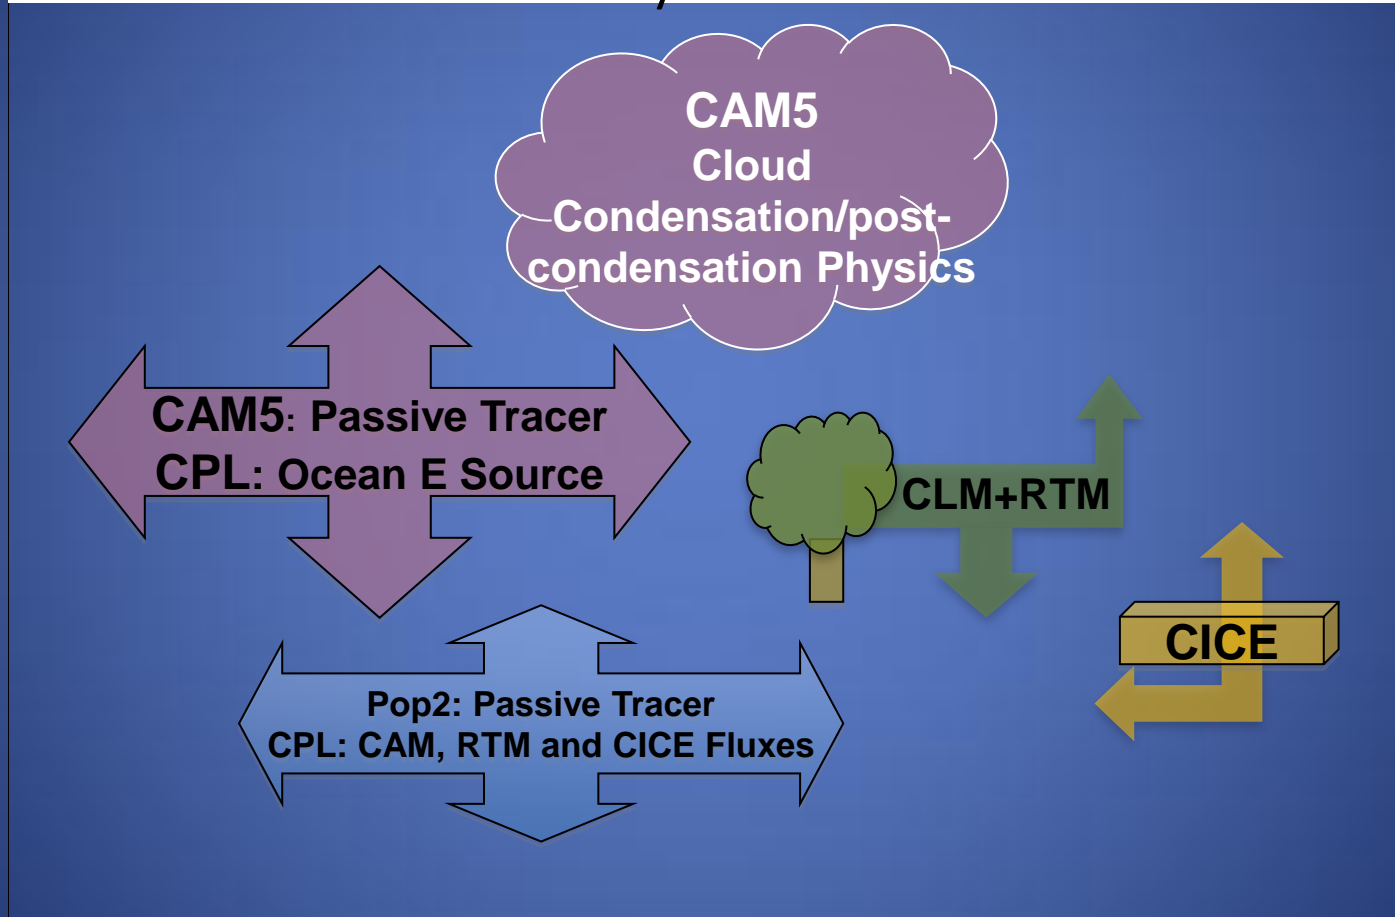 CAM5
Cloud
Condensation/post-
condensation Physics
CAM5: Passive Tracer
CPL: Ocean E Source
CLM+RTM
CICE
Pop2: Passive Tracer
CPL: CAM, RTM and CICE Fluxes